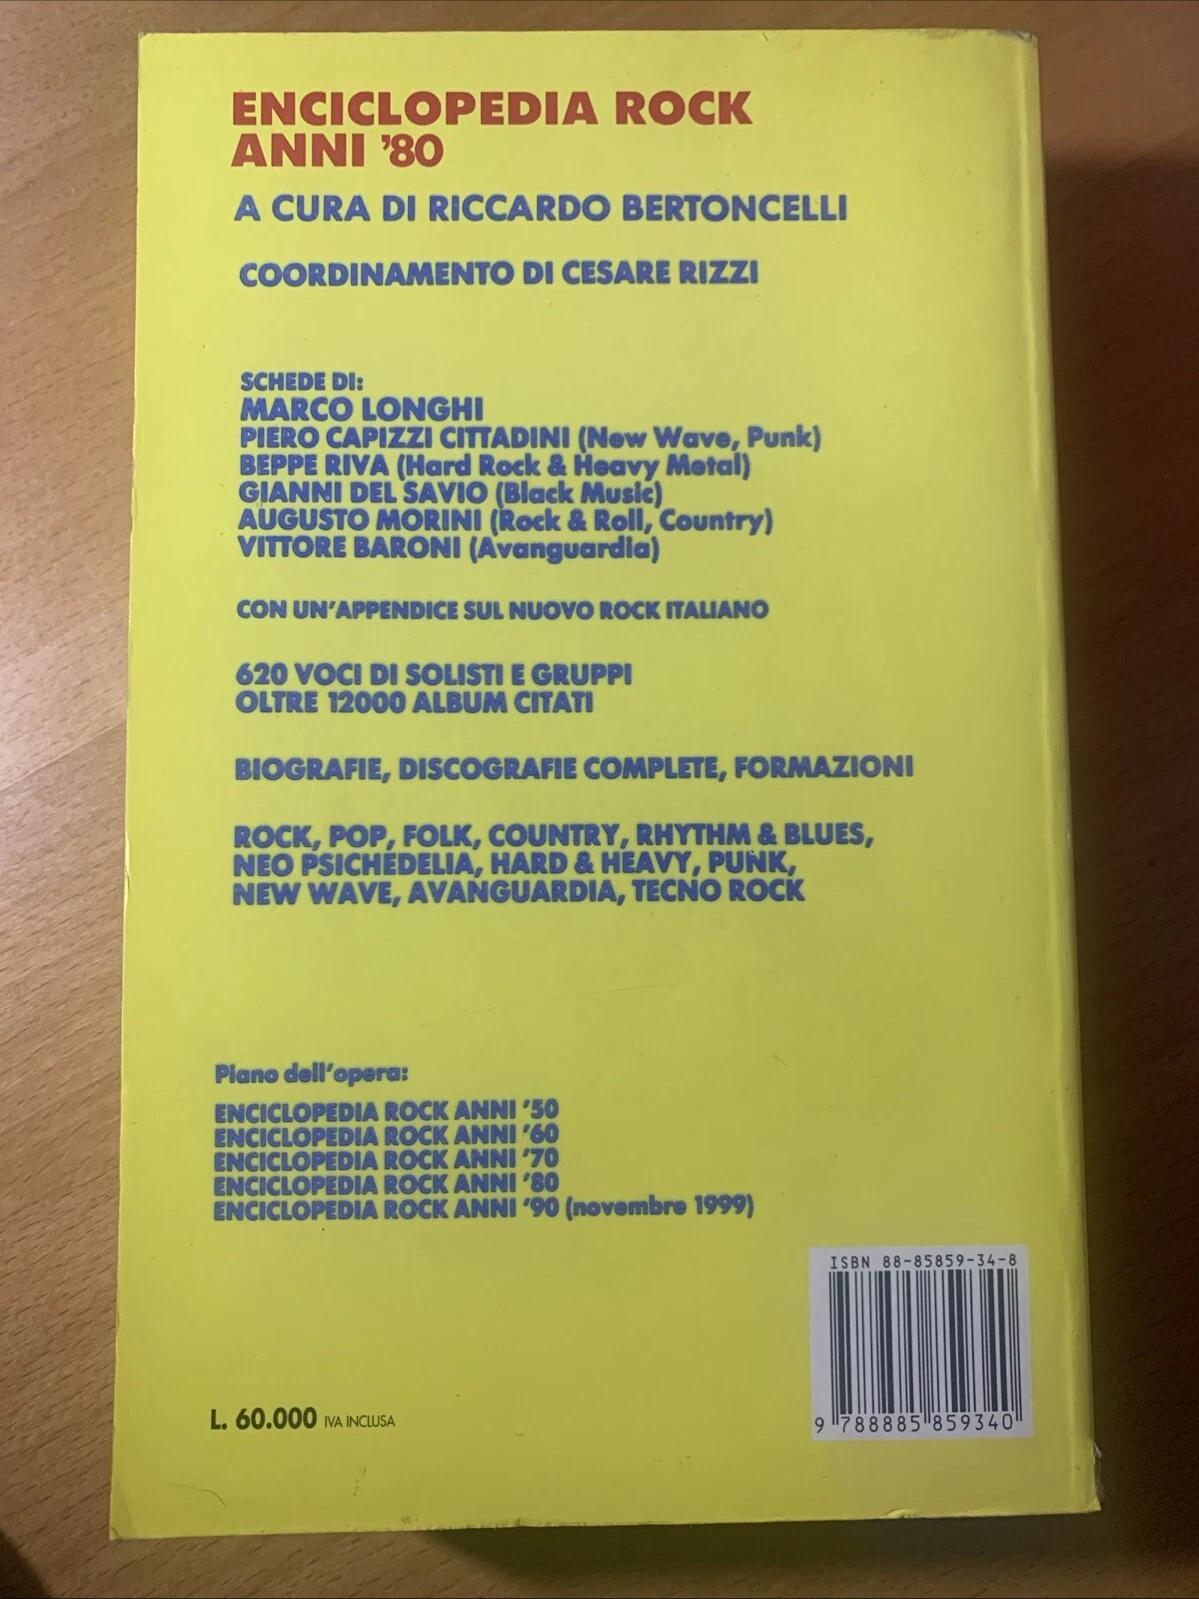 ENCICLOPEDIA ROCK
ANNI '80
A CURA DI RICCARDO BERTONCELLI
COORDINAMENTO DI CESARE RIZZI
SCHEDE DI:
MARCO LONGHI
PIERO CAPIZZI CITTADINI (New Wave, Punk)
BEPPE RIVA (Hard Rock & Heavy Metal)
GIANNI DEL SAVIO (Black Music)
AUGUSTO MORINI (Rock & Roll, Country)
VITTORE BARONI (Avanguardia)
CON UN'APPENDICE SUL NUOVO ROCK ITALIANO
620 VOCI DI SOLISTI E GRUPPI
OLTRE 12000 ALBUM CITATI
BIOGRAFIE, DISCOGRAFIE COMPLETE, FORMAZIONI
ROCK, POP, FOLK, COUNTRY, RHYTHM & BLUES,
NEO PSICHEDELIA, HARD & HEAVY, PUNK,
NEW WAVE, AVANGUARDIA, TECNO ROCK
Piano dell'opera:
ENCICLOPEDIA ROCK ANNI '50
ENCICLOPEDIA ROCK ANNI '60
ENCICLOPEDIA ROCK ANNI '70
ENCICLOPEDIA ROCK ANNI '80
ENCICLOPEDIA ROCK ANNI '90 (novembre 1999)
ISBN 88-85859-34-8
9 788885 859340
L. 60.000 IVA INCLUSA